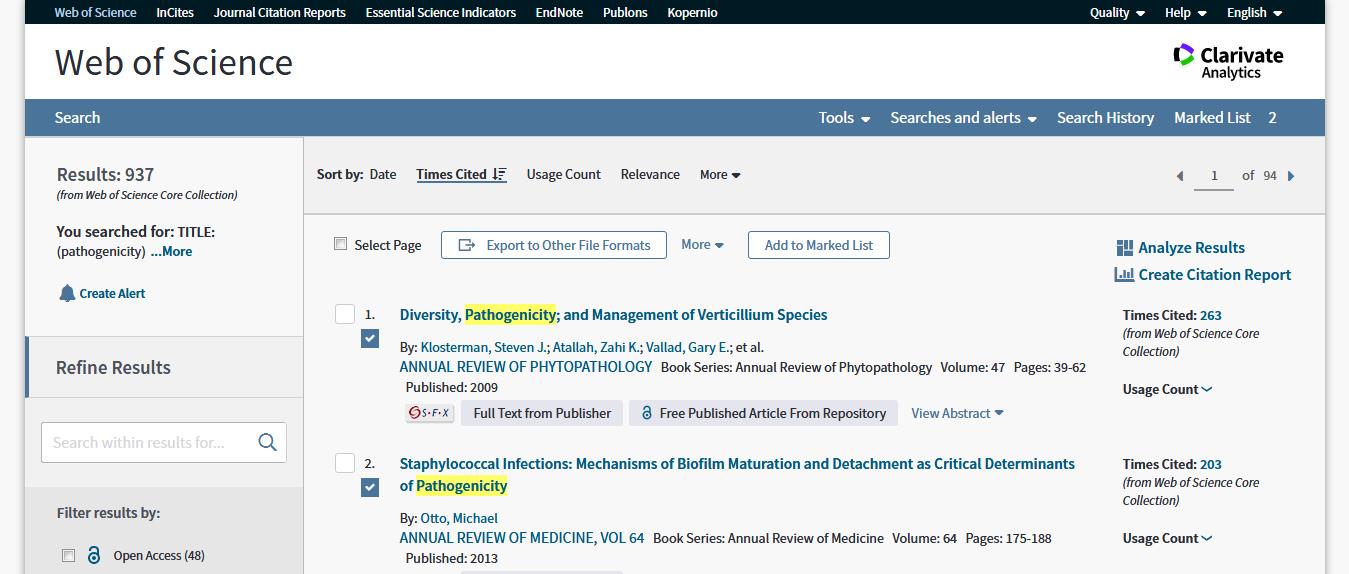 Web of Science InCites Journal Citation Reports Essential Science Indicators EndNote Publons Kopernio Quality Help English
Web of Science
Clarivate
Analytics
Search Tools Searches and alerts Search History Marked List 2
Results: 937
(from Web of Science Core Collection)
You searched for: TITLE:
(pathogenicity) ...More
Create Alert
Refine Results
Search within results for...
Filter results by:
Open Access (48)
Sort by: Date Times Cited Usage Count Relevance More
1 of 94
Select Page Export to Other File Formats More Add to Marked List
Analyze Results
Create Citation Report
1. Diversity, Pathogenicity; and Management of Verticillium Species
By: Klosterman, Steven J.; Atallah, Zahi K.; Vallad, Gary E.; et al.
ANNUAL REVIEW OF PHYTOPATHOLOGY Book Series: Annual Review of Phytopathology Volume: 47 Pages: 39-62
Published: 2009
S·F·X Full Text from Publisher Free Published Article From Repository View Abstract
Times Cited: 263
(from Web of Science Core
Collection)
Usage Count
2. Staphylococcal Infections: Mechanisms of Biofilm Maturation and Detachment as Critical Determinants
of Pathogenicity
By: Otto, Michael
ANNUAL REVIEW OF MEDICINE, VOL 64 Book Series: Annual Review of Medicine Volume: 64 Pages: 175-188
Published: 2013
Times Cited: 203
(from Web of Science Core
Collection)
Usage Count